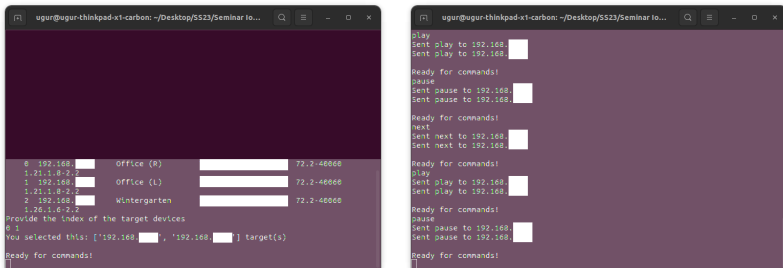 ugur@ugur-thinkpad-x1-carbon: ~/Desktop/SS23/Seminar Io...
0 192.168. Office (R) 72.2-40060
1.21.1.8-2.2
1 192.168. Office (L) 72.2-40060
1.21.1.8-2.2
2 192.168. Wintergarten 72.2-40060
1.26.1.6-2.2
Provide the index of the target devices
0 1
You selected this: ['192.168. ', '192.168. '] target(s)
Ready for commands!
ugur@ugur-thinkpad-x1-carbon: ~/Desktop/SS23/Seminar Io...
play
Sent play to 192.168.
Sent play to 192.168.
Ready for commands!
pause
Sent pause to 192.168.
Sent pause to 192.168.
Ready for commands!
next
Sent next to 192.168.
Sent next to 192.168.
Ready for commands!
play
Sent play to 192.168.
Sent play to 192.168.
Ready for commands!
pause
Sent pause to 192.168.
Sent pause to 192.168.
Ready for commands!